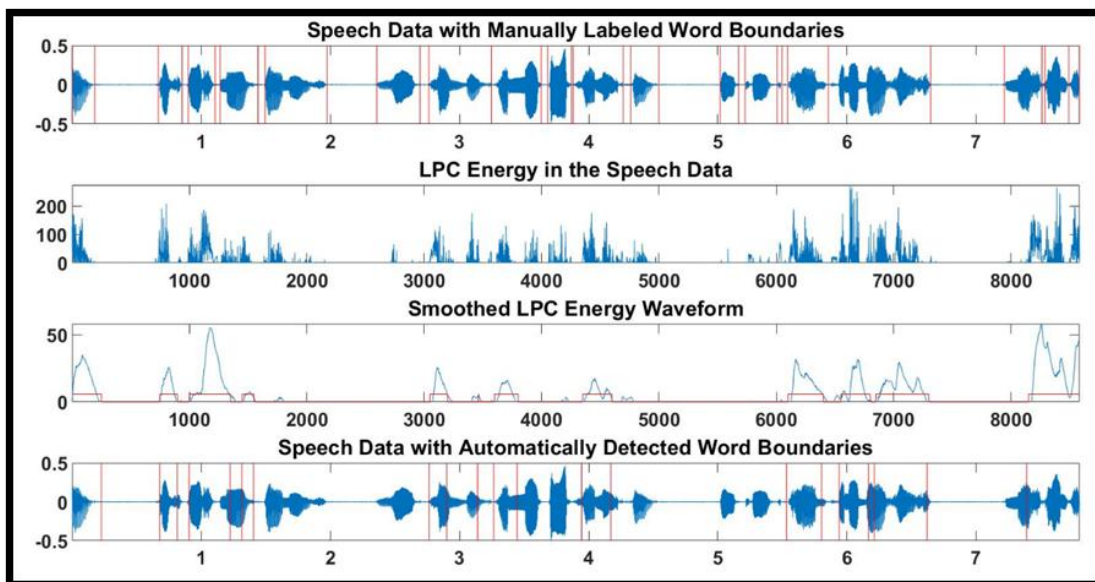 Speech Data with Manually Labeled Word Boundaries
0.5
0
-0.5
1 2 3 4 5 6 7
LPC Energy in the Speech Data
200
100
0
1000 2000 3000 4000 5000 6000 7000 8000
Smoothed LPC Energy Waveform
50
0
1000 2000 3000 4000 5000 6000 7000 8000
Speech Data with Automatically Detected Word Boundaries
0.5
0
-0.5
1 2 3 4 5 6 7